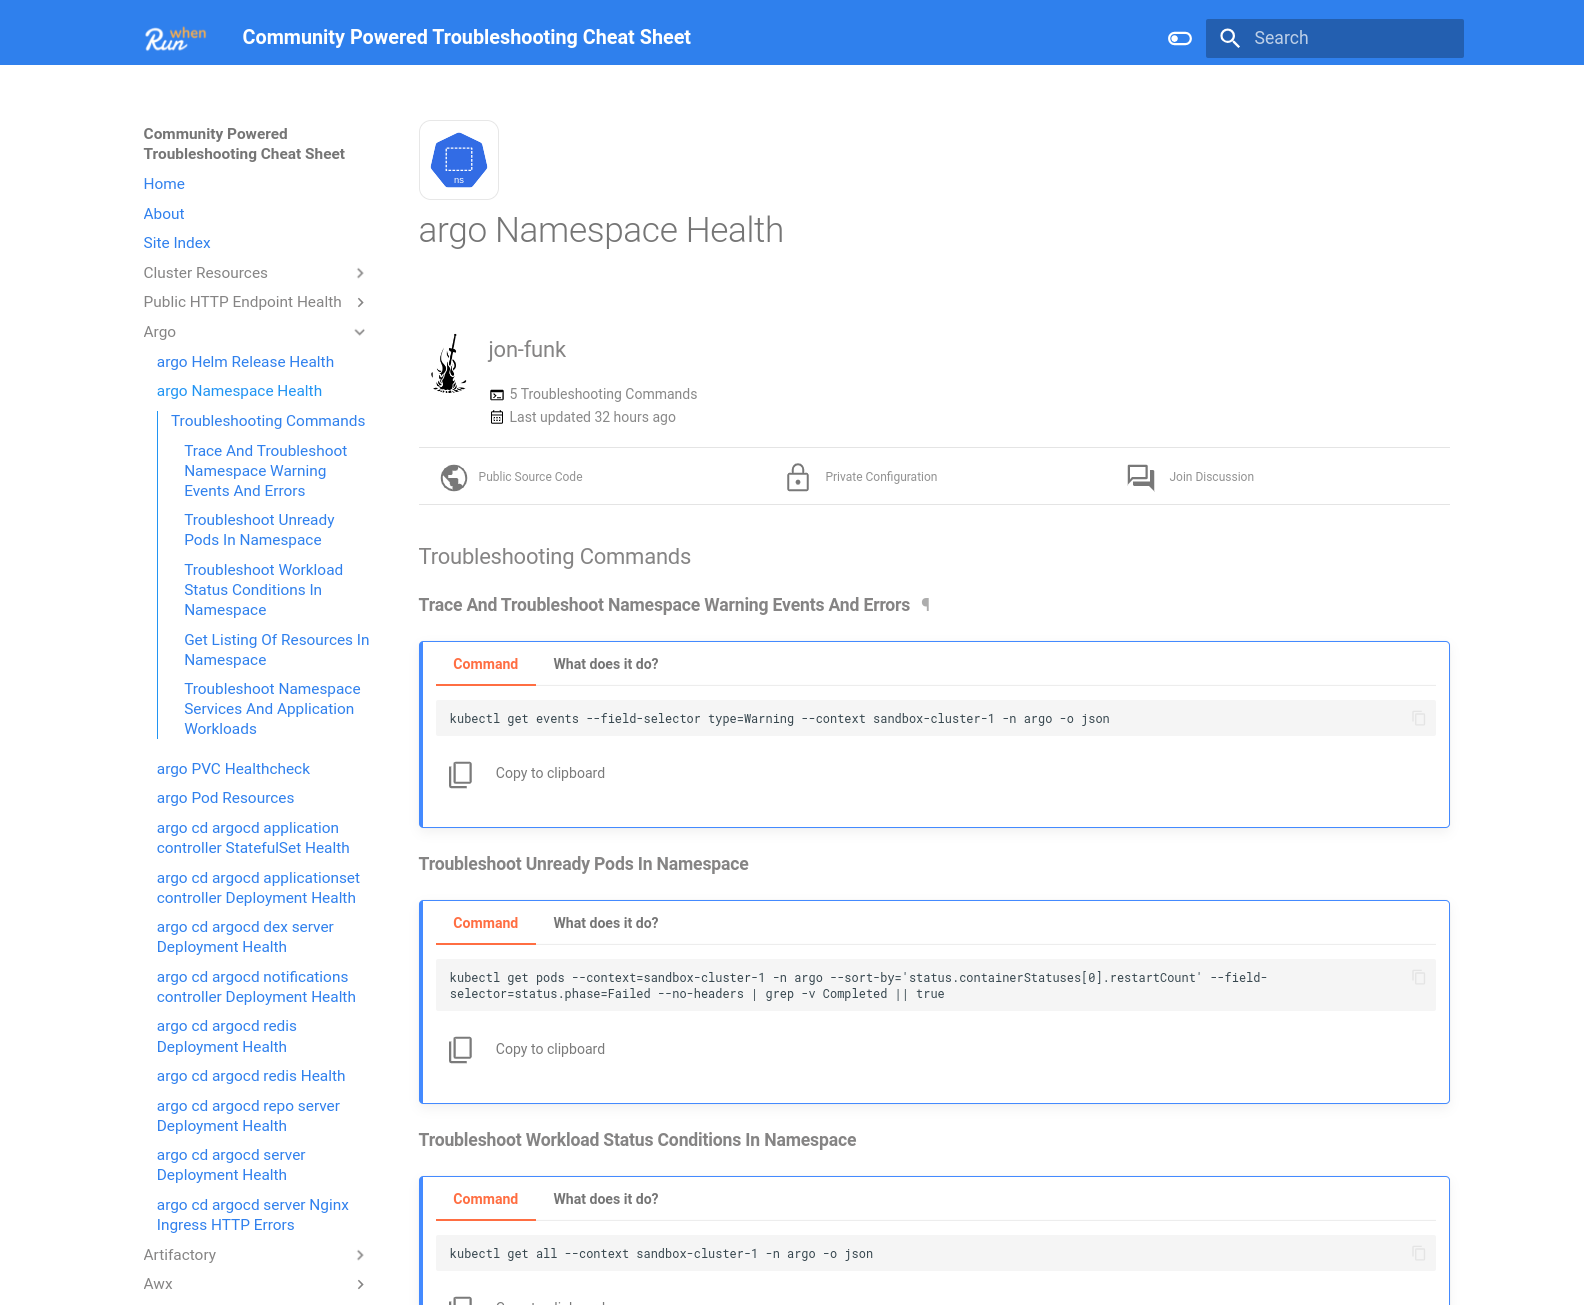 when
Run
Community Powered Troubleshooting Cheat Sheet
Search
Community Powered
Troubleshooting Cheat Sheet
Home
About
Site Index
Cluster Resources
Public HTTP Endpoint Health
Argo
argo Helm Release Health
argo Namespace Health
Troubleshooting Commands
Trace And Troubleshoot
Namespace Warning
Events And Errors
Troubleshoot Unready
Pods In Namespace
Troubleshoot Workload
Status Conditions In
Namespace
Get Listing Of Resources In
Namespace
Troubleshoot Namespace
Services And Application
Workloads
argo PVC Healthcheck
argo Pod Resources
argo cd argocd application
controller StatefulSet Health
argo cd argocd applicationset
controller Deployment Health
argo cd argocd dex server
Deployment Health
argo cd argocd notifications
controller Deployment Health
argo cd argocd redis
Deployment Health
argo cd argocd redis Health
argo cd argocd repo server
Deployment Health
argo cd argocd server
Deployment Health
argo cd argocd server Nginx
Ingress HTTP Errors
Artifactory
Awx
ns
argo Namespace Health
jon-funk
5 Troubleshooting Commands
Last updated 32 hours ago
Public Source Code
Private Configuration
Join Discussion
Troubleshooting Commands
Trace And Troubleshoot Namespace Warning Events And Errors ¶
Command What does it do?
kubectl get events --field-selector type=Warning --context sandbox-cluster-1 -n argo -o json
Copy to clipboard
Troubleshoot Unready Pods In Namespace
Command What does it do?
kubectl get pods --context=sandbox-cluster-1 -n argo --sort-by='status.containerStatuses[0].restartCount' --field-
selector=status.phase=Failed --no-headers | grep -v Completed || true
Copy to clipboard
Troubleshoot Workload Status Conditions In Namespace
Command What does it do?
kubectl get all --context sandbox-cluster-1 -n argo -o json